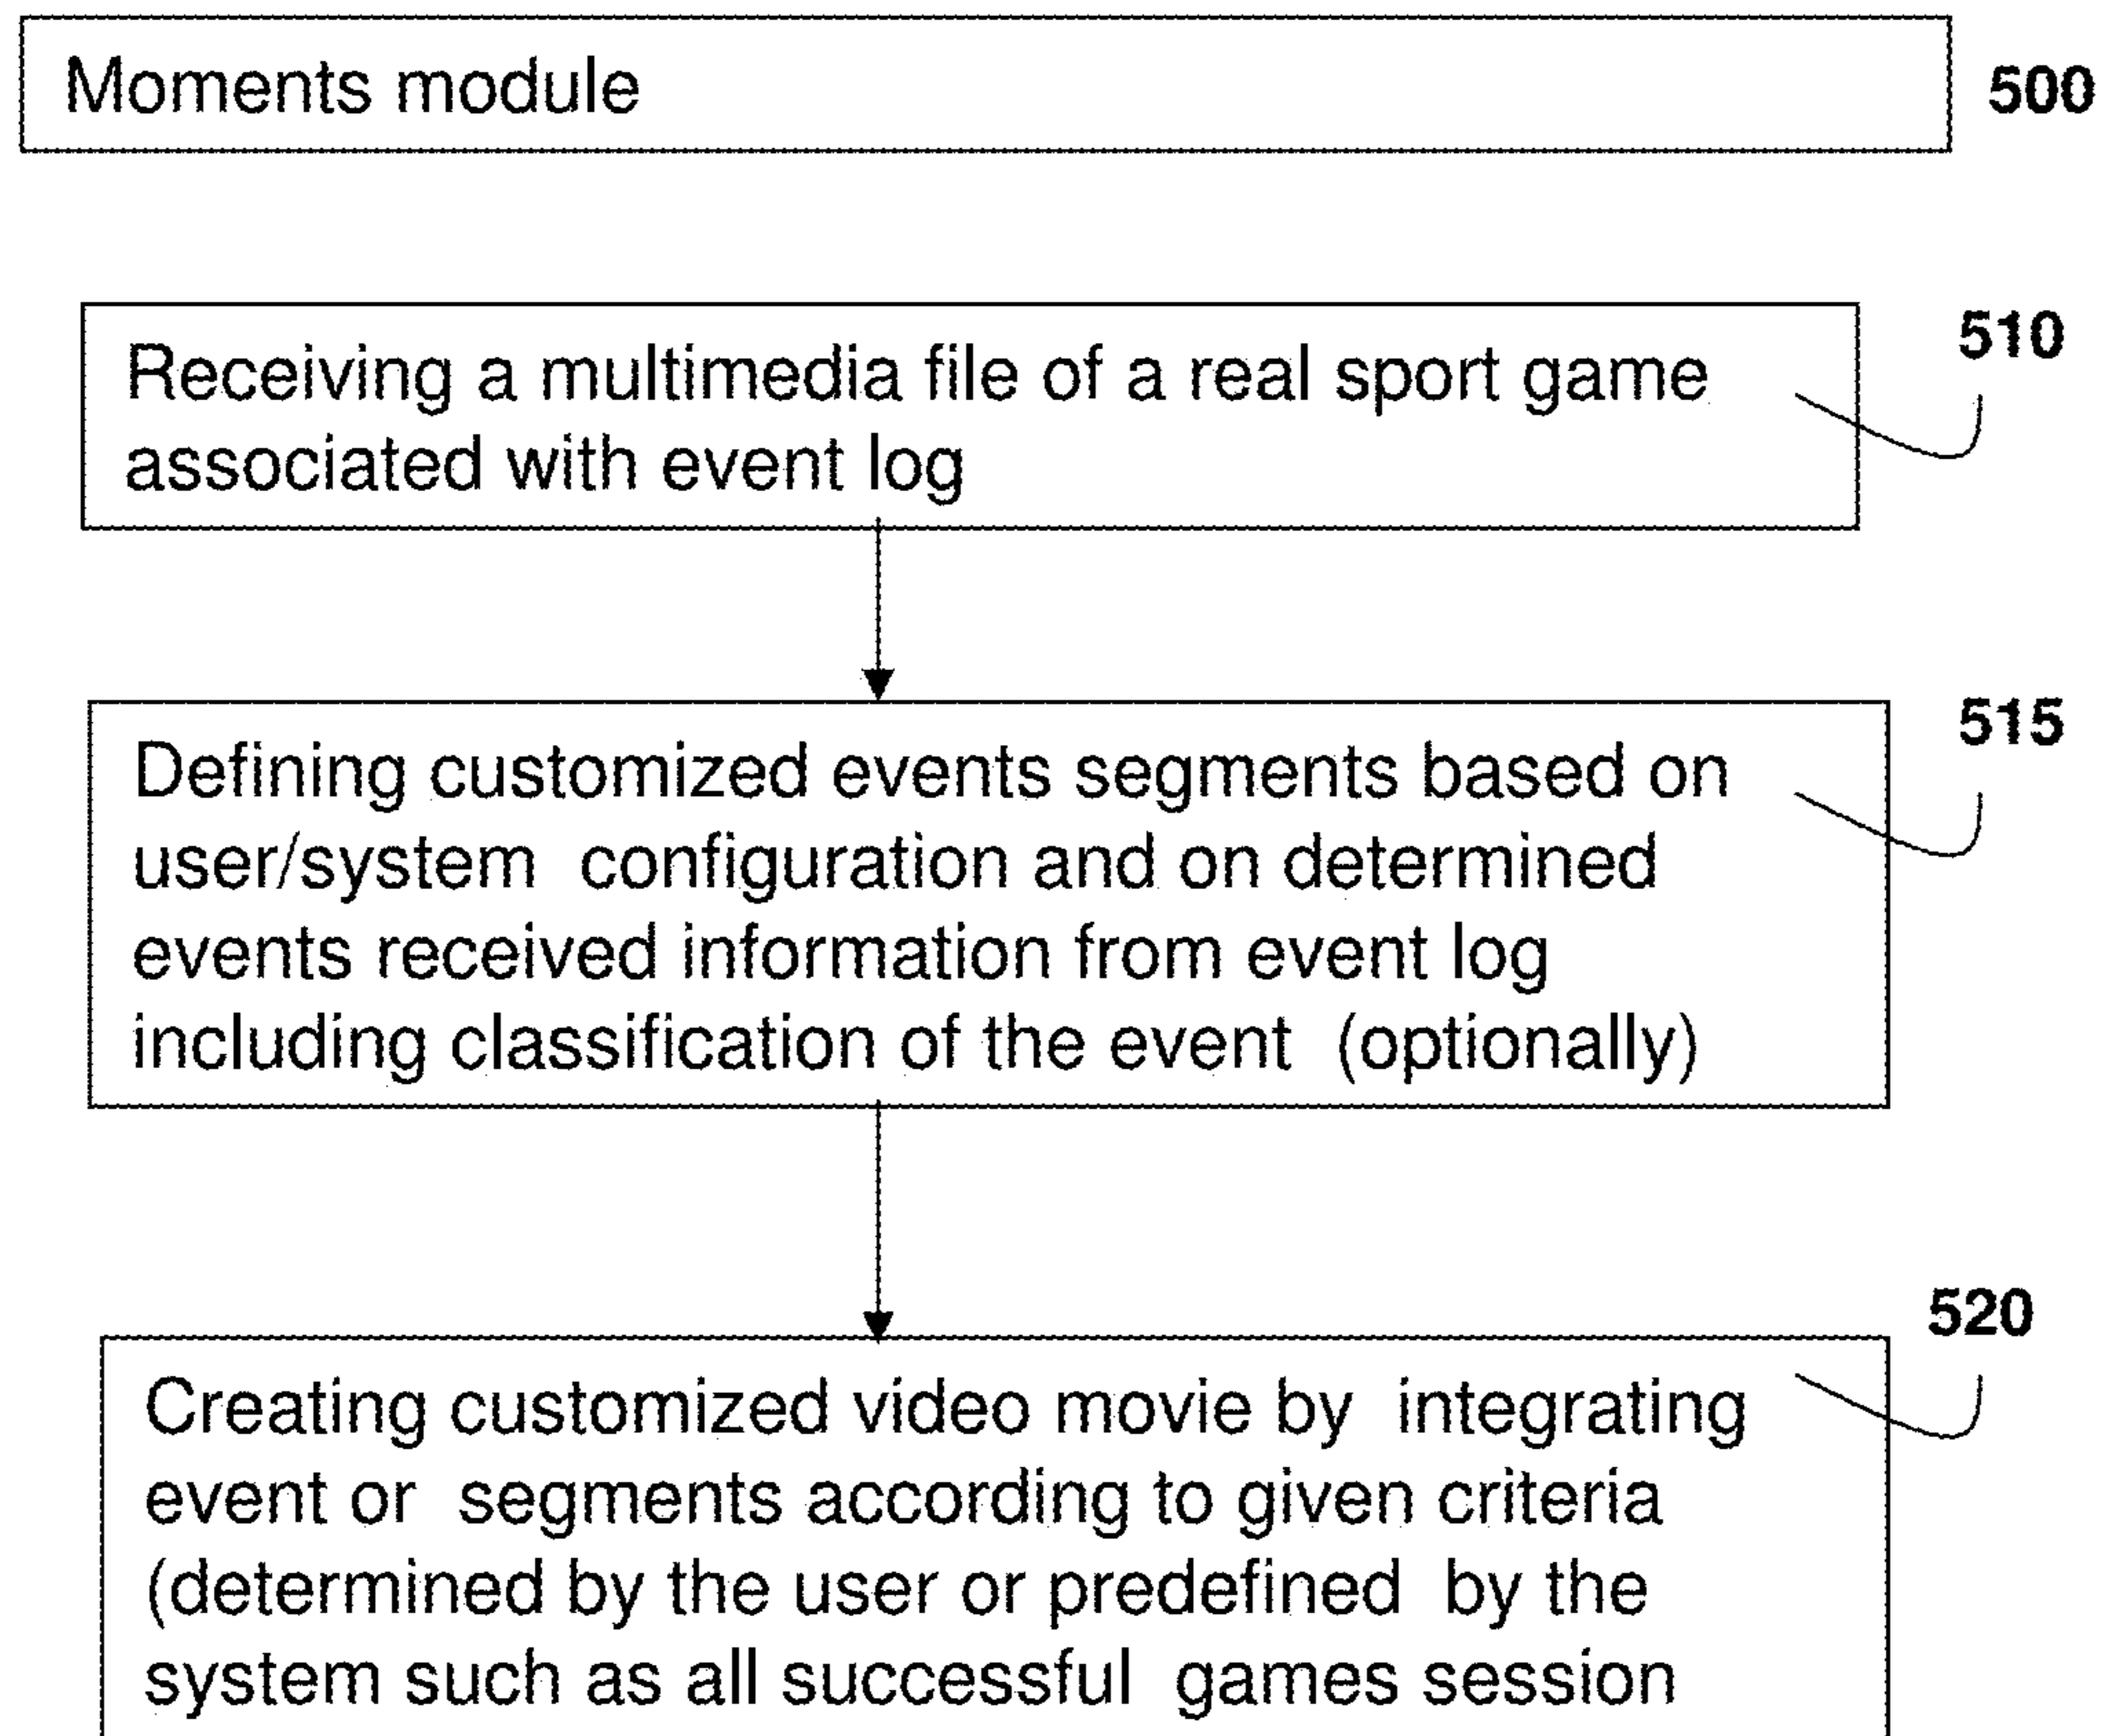 Moments module
500
510
Receiving a multimedia file of a real sport game
associated with event log
515
Defining customized events segments based on
user/system configuration and on determined
events received information from event log
including classification of the event (optionally)
520
Creating customized video movie by integrating
event or segments according to given criteria
(determined by the user or predefined by the
system such as all successful games session